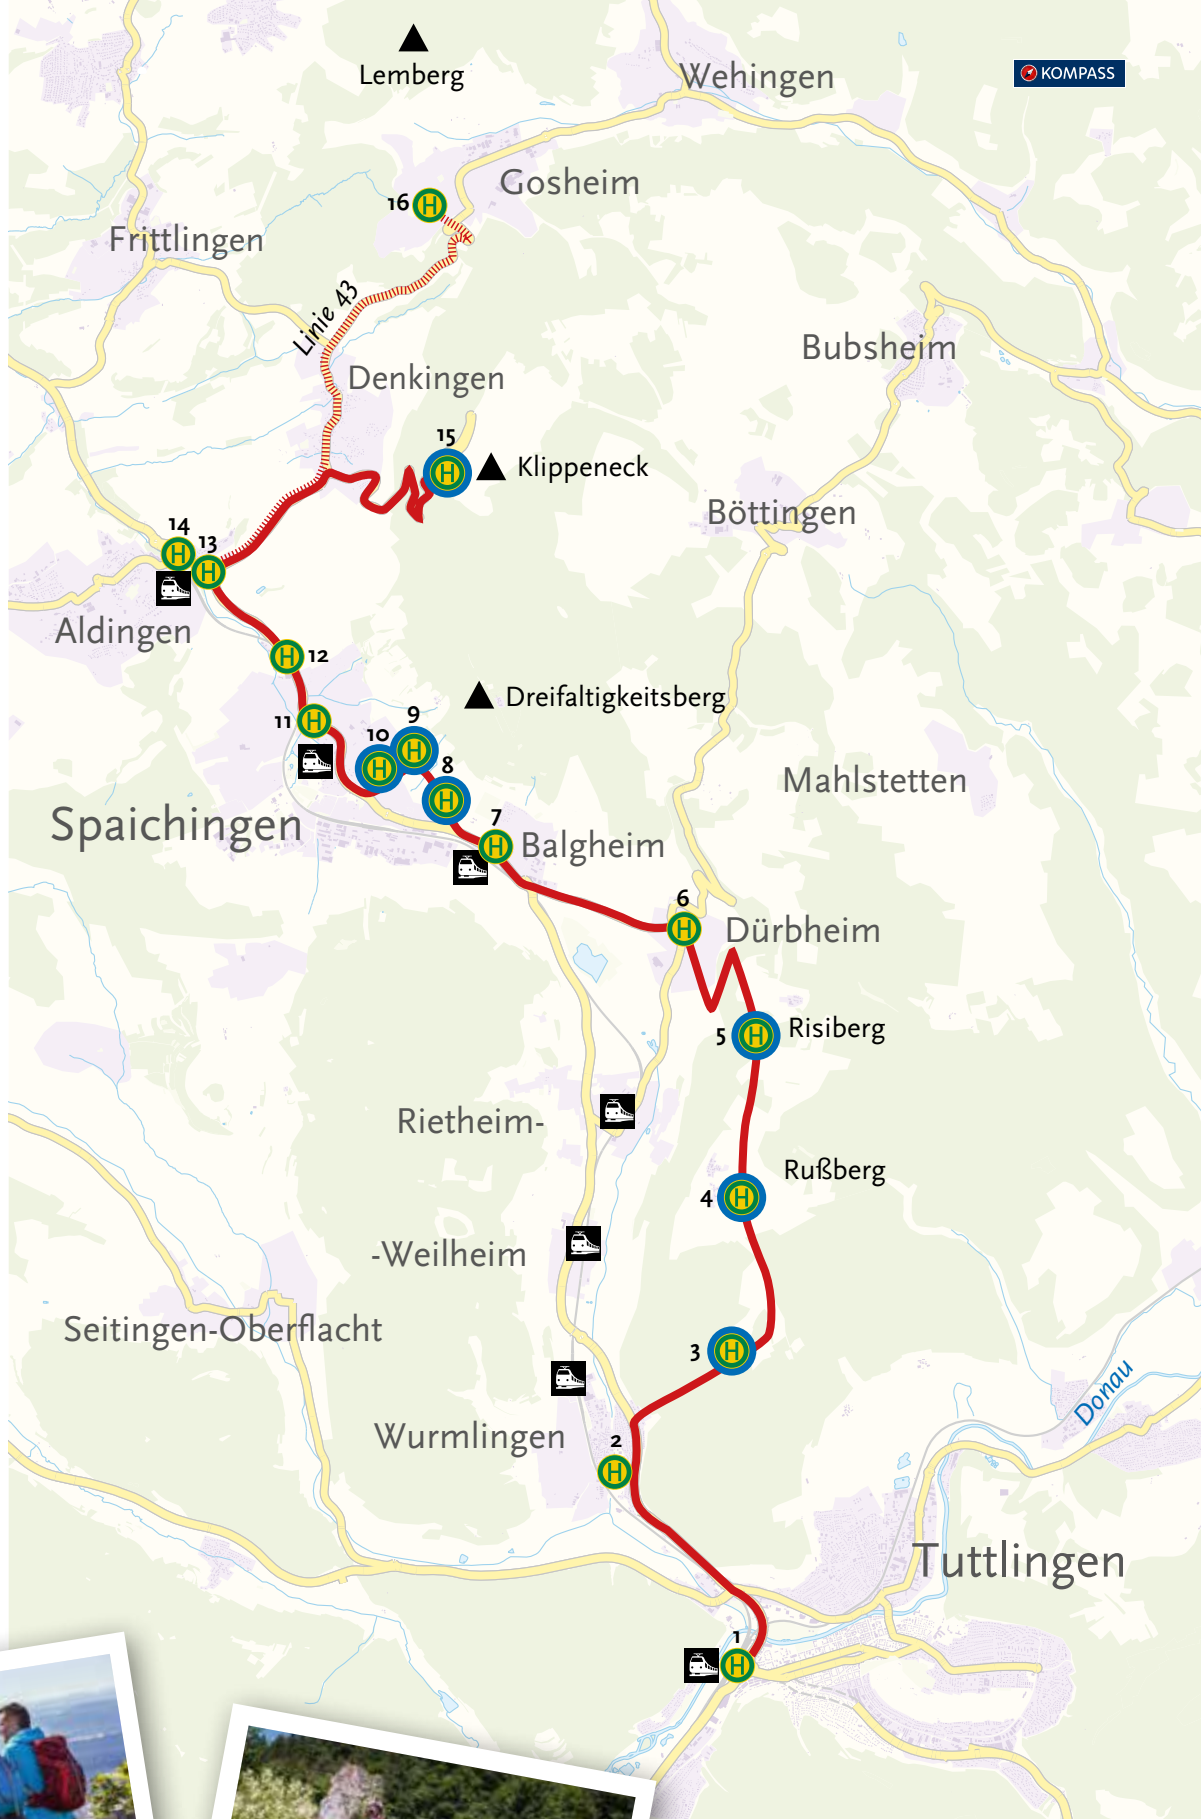 Lemberg
Wehingen
KOMPASS
Gosheim
16
H
Frittlingen
Linie 43
Bubsheim
Denkingen
15
H
Klippeneck
Böttingen
14
H
13
H
Aldingen
12
H
Dreifaltigkeitsberg
11
H
10
H
9
H
8
H
Mahlstetten
Spaichingen
7
H
Balgheim
6
H
Dürbheim
5
H
Risiberg
Rietheim-
Rußberg
4
H
-Weilheim
Seitingen-Oberflacht
3
H
Donau
Wurmlingen
2
H
Tuttlingen
1
H